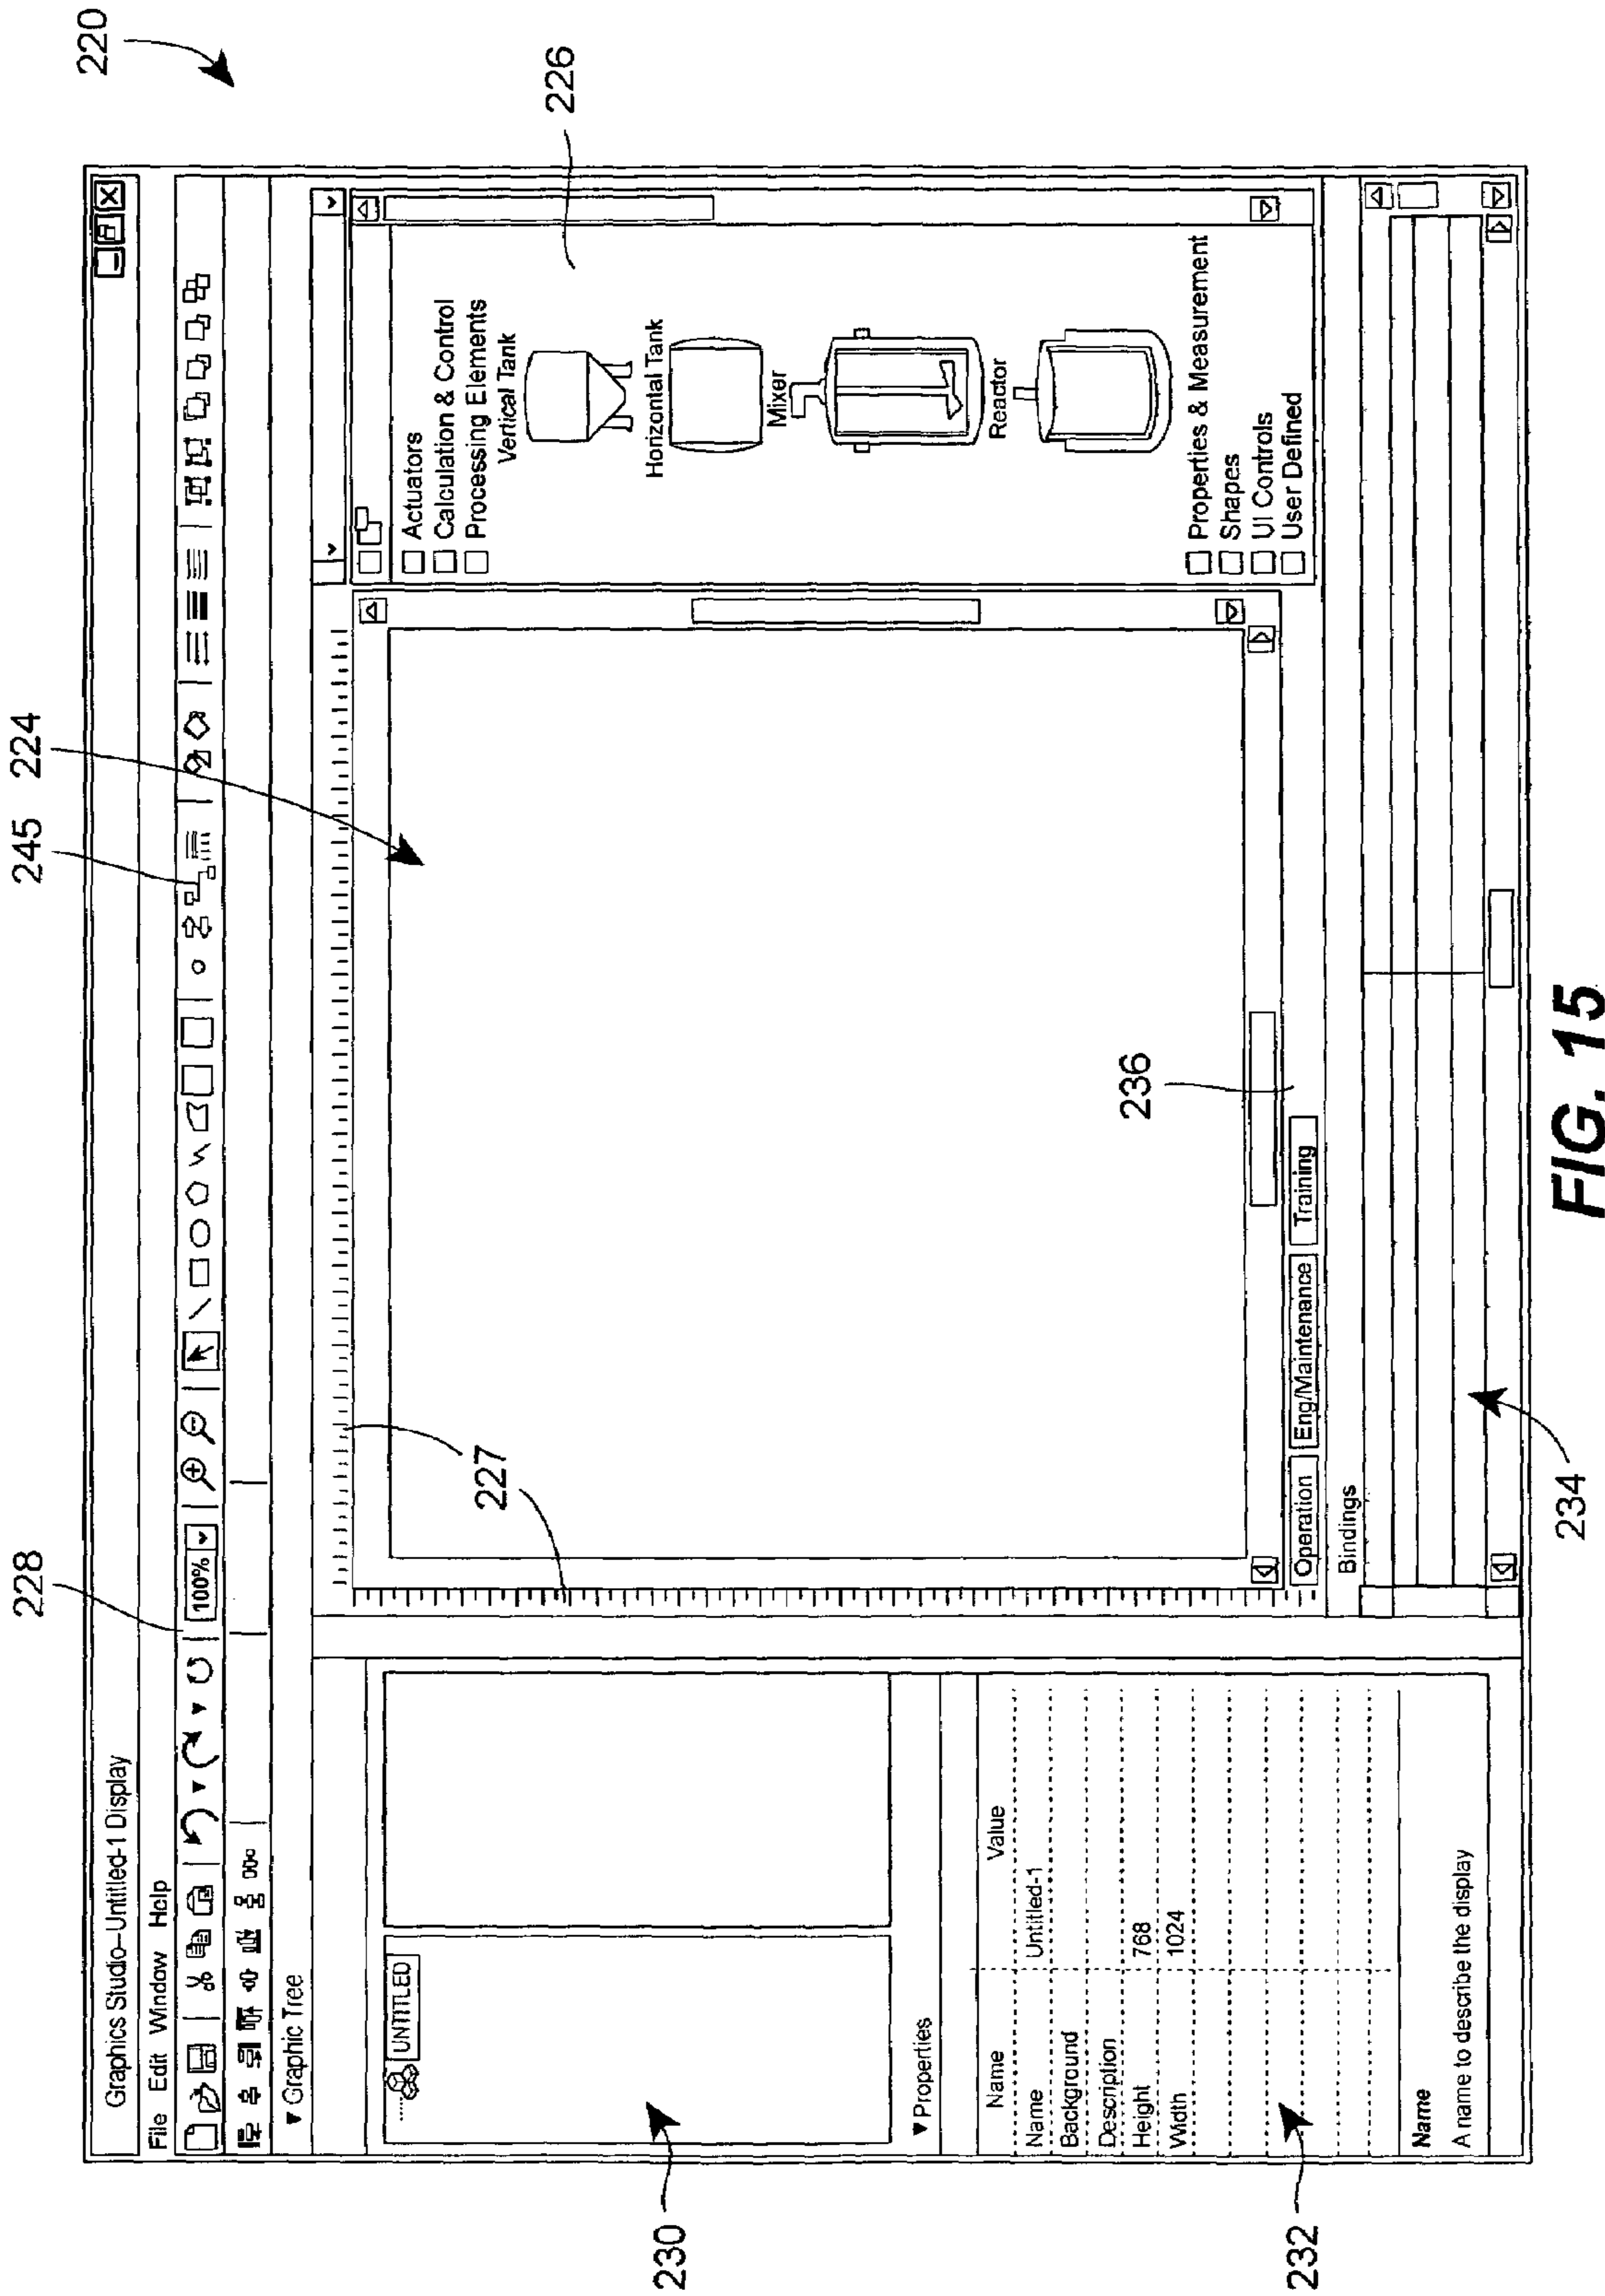 220
Graphics Studio–Untitled-1 Display
File Edit Window Help
228
245
224
100%
▼ Graphic Tree
UNTITLED
230
▼ Properties
Name Value
Name Untitled-1
Background
Description
Height 768
Width 1024
Name
A name to describe the display
232
227
226
Actuators
Calculation & Control
Processing Elements
Vertical Tank
Horizontal Tank
Mixer
Reactor
Properties & Measurement
Shapes
UI Controls
User Defined
236
Operation Eng/Maintenance Training
Bindings
234
FIG. 15